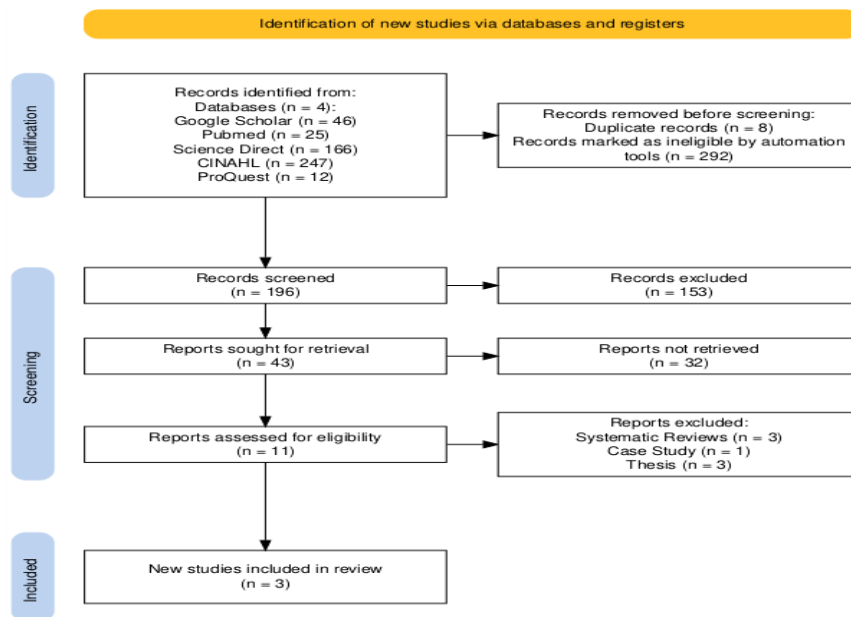 Identification of new studies via databases and registers
Identification
Records identified from:
Databases (n = 4):
Google Scholar (n = 46)
Pubmed (n = 25)
Science Direct (n = 166)
CINAHL (n = 247)
ProQuest (n = 12)
Records removed before screening:
Duplicate records (n = 8)
Records marked as ineligible by automation
tools (n = 292)
Screening
Records screened
(n = 196)
Records excluded
(n = 153)
Reports sought for retrieval
(n = 43)
Reports not retrieved
(n = 32)
Reports assessed for eligibility
(n = 11)
Reports excluded:
Systematic Reviews (n = 3)
Case Study (n = 1)
Thesis (n = 3)
Included
New studies included in review
(n = 3)